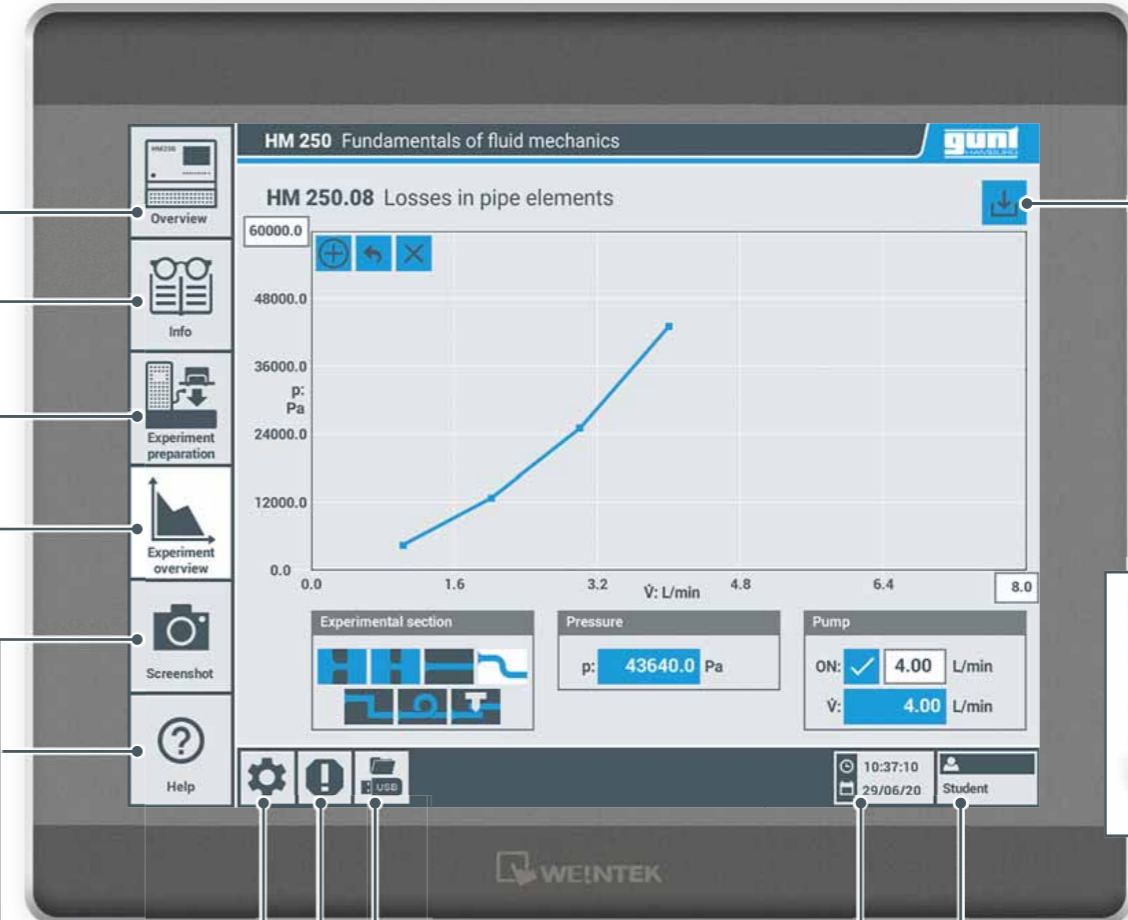 HM250
Overview
Info
Experiment
preparation
Experiment
overview
Screenshot
Help
HM 250 Fundamentals of fluid mechanics
gunt
HAMBURG
HM 250.08 Losses in pipe elements
60000.0
48000.0
36000.0
p:
Pa
24000.0
12000.0
0.0
0.0 1.6 3.2 4.8 6.4 8.0
V̇: L/min
Experimental section
Pressure
p: 43640.0 Pa
Pump
ON: 4.00 L/min
V̇: 4.00 L/min
USB
10:37:10
29/06/20
Student
WEINTEK